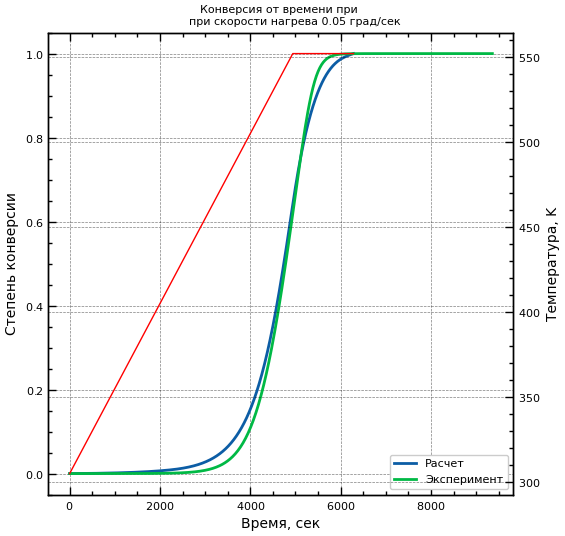 Конверсия от времени при
при скорости нагрева 0.05 град/сек
1.0
0.8
0.6
0.4
0.2
0.0
Степень конверсии
550
500
450
400
350
300
Температура, K
Расчет
Эксперимент
0 2000 4000 6000 8000
Время, сек